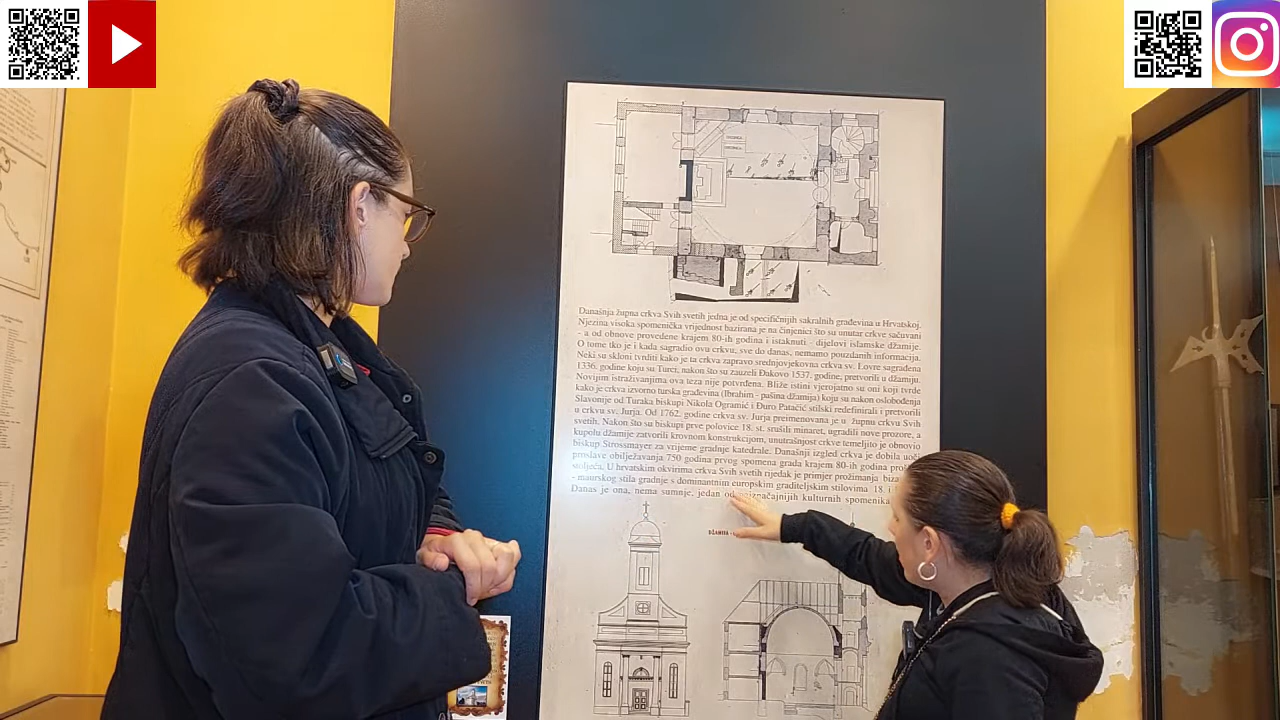 Današnja župna crkva Svih svetih jedna je od specifičnijih sakralnih građevina u Hrvatskoj.
Njezina visoka spomenička vrijednost bazirana je na činjenici što su unutar crkve sačuvani
- a od obnove provedene krajem 80-ih godina i istaknuti - dijelovi islamske džamije.
O tome tko je i kada sagradio ovu crkvu, sve do danas, nemamo pouzdanih informacija.
Neki su skloni tvrditi kako je ta crkva zapravo srednjovjekovna crkva sv. Lovre sagrađena
1336. godine koju su Turci, nakon što su zauzeli Đakovo 1537. godine, pretvorili u džamiju.
Novijim istraživanjima ova teza nije potvrđena. Bliže istini vjerojatno su oni koji tvrde
kako je crkva izvorno turska građevina (Ibrahim - pašina džamija) koju su nakon oslobođenja
Slavonije od Turaka biskupi Nikola Ogramić i Đuro Patačić stilski redefinirali i pretvorili
u crkvu sv. Jurja. Od 1762. godine crkva sv. Jurja preimenovana je u župnu crkvu Svih
svetih. Nakon što su biskupi prve polovice 18. st. srušili minaret, ugradili nove prozore, a
kupolu džamije zatvorili krovnom konstrukcijom, unutrašnjost crkve temeljito je obnovio
biskup Strossmayer za vrijeme gradnje katedrale. Današnji izgled crkva je dobila uoči
proslave obilježavanja 750 godina prvog spomena grada krajem 80-ih godina
stoljeća. U hrvatskim okvirima crkva Svih svetih rijedak je primjer prožimanja
- maurskog stila gradnje s dominantnim europskim graditeljskim stilovima 18. i
Danas je ona, nema sumnje, jedan od najznačajnijih kulturnih spomenika
DŽAMIJA